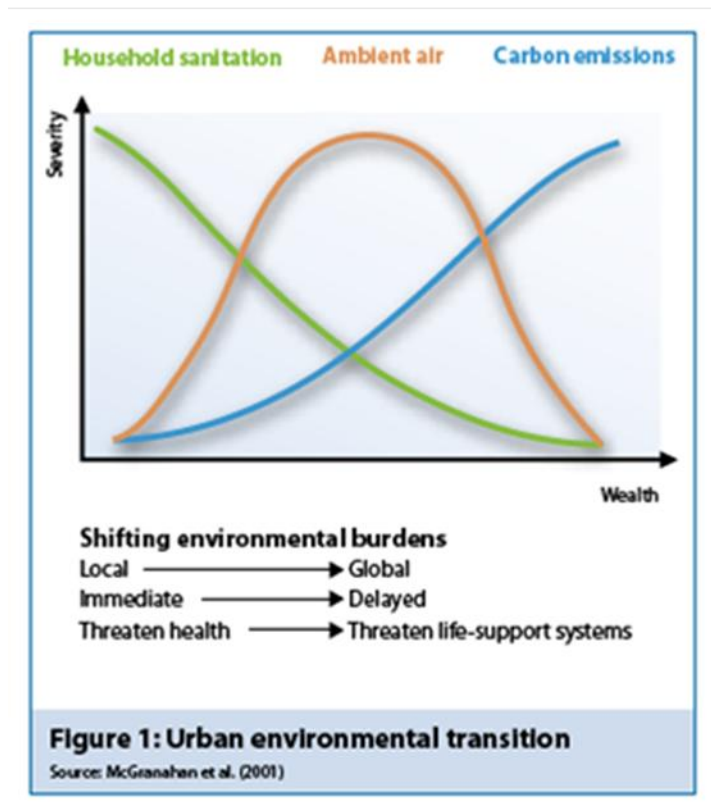 Household sanitation Ambient air Carbon emissions
Severity
Wealth
Shifting environmental burdens
Local Global
Immediate Delayed
Threaten health Threaten life-support systems
Figure 1: Urban environmental transition
Source: McGranahan et al. (2001)